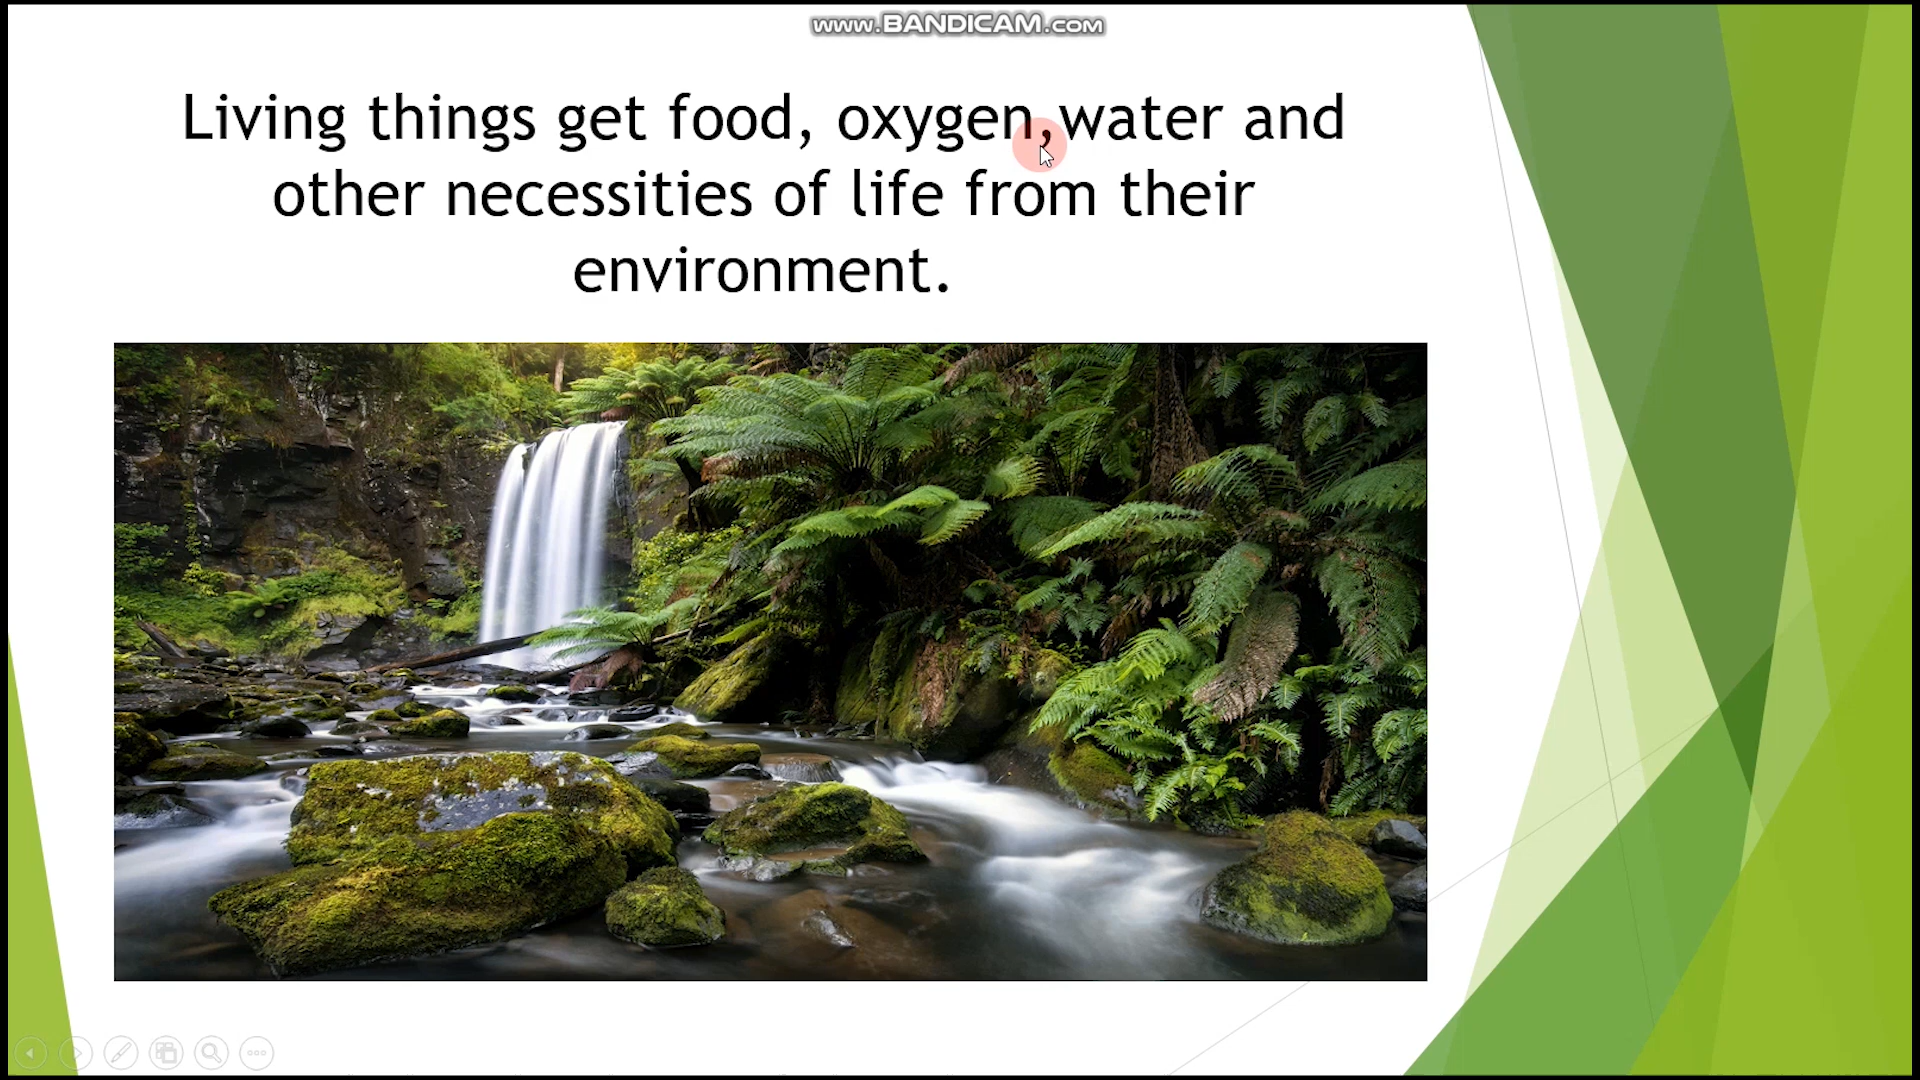 www.BANDICAM.com
Living things get food, oxygen,water and
other necessities of life from their
environment.